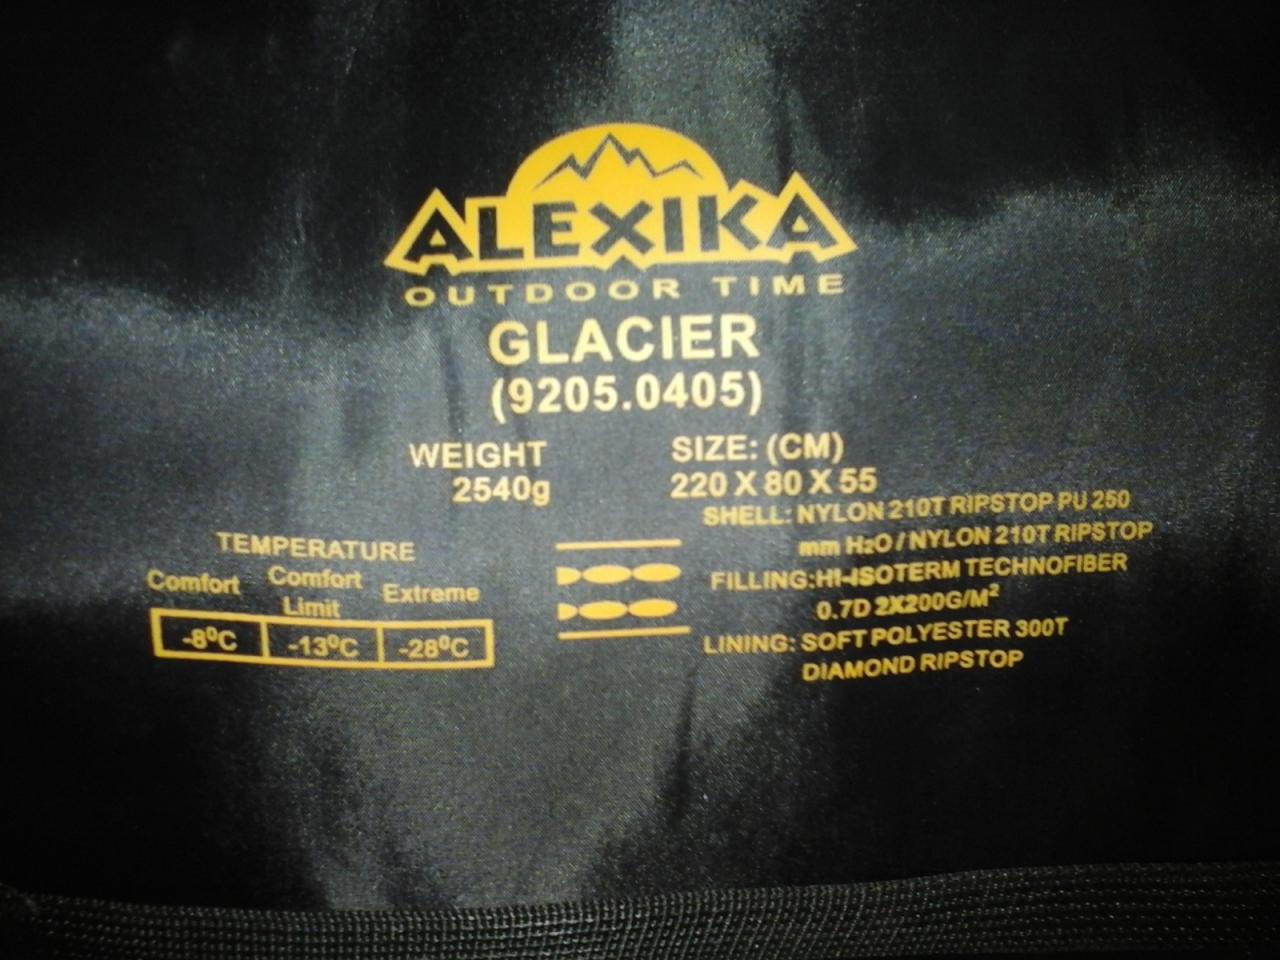 ALEXIKA
OUTDOOR TIME
GLACIER
(9205.0405)
WEIGHT
2540g
SIZE: (CM)
220 X 80 X 55
TEMPERATURE
Comfort
Comfort
Limit
Extreme
-8⁰C
-13⁰C
-28⁰C
SHELL: NYLON 210T RIPSTOP PU 250
mm H₂O / NYLON 210T RIPSTOP
FILLING:HI-ISOTERM TECHNOFIBER
0.7D 2X200G/M²
LINING: SOFT POLYESTER 300T
DIAMOND RIPSTOP